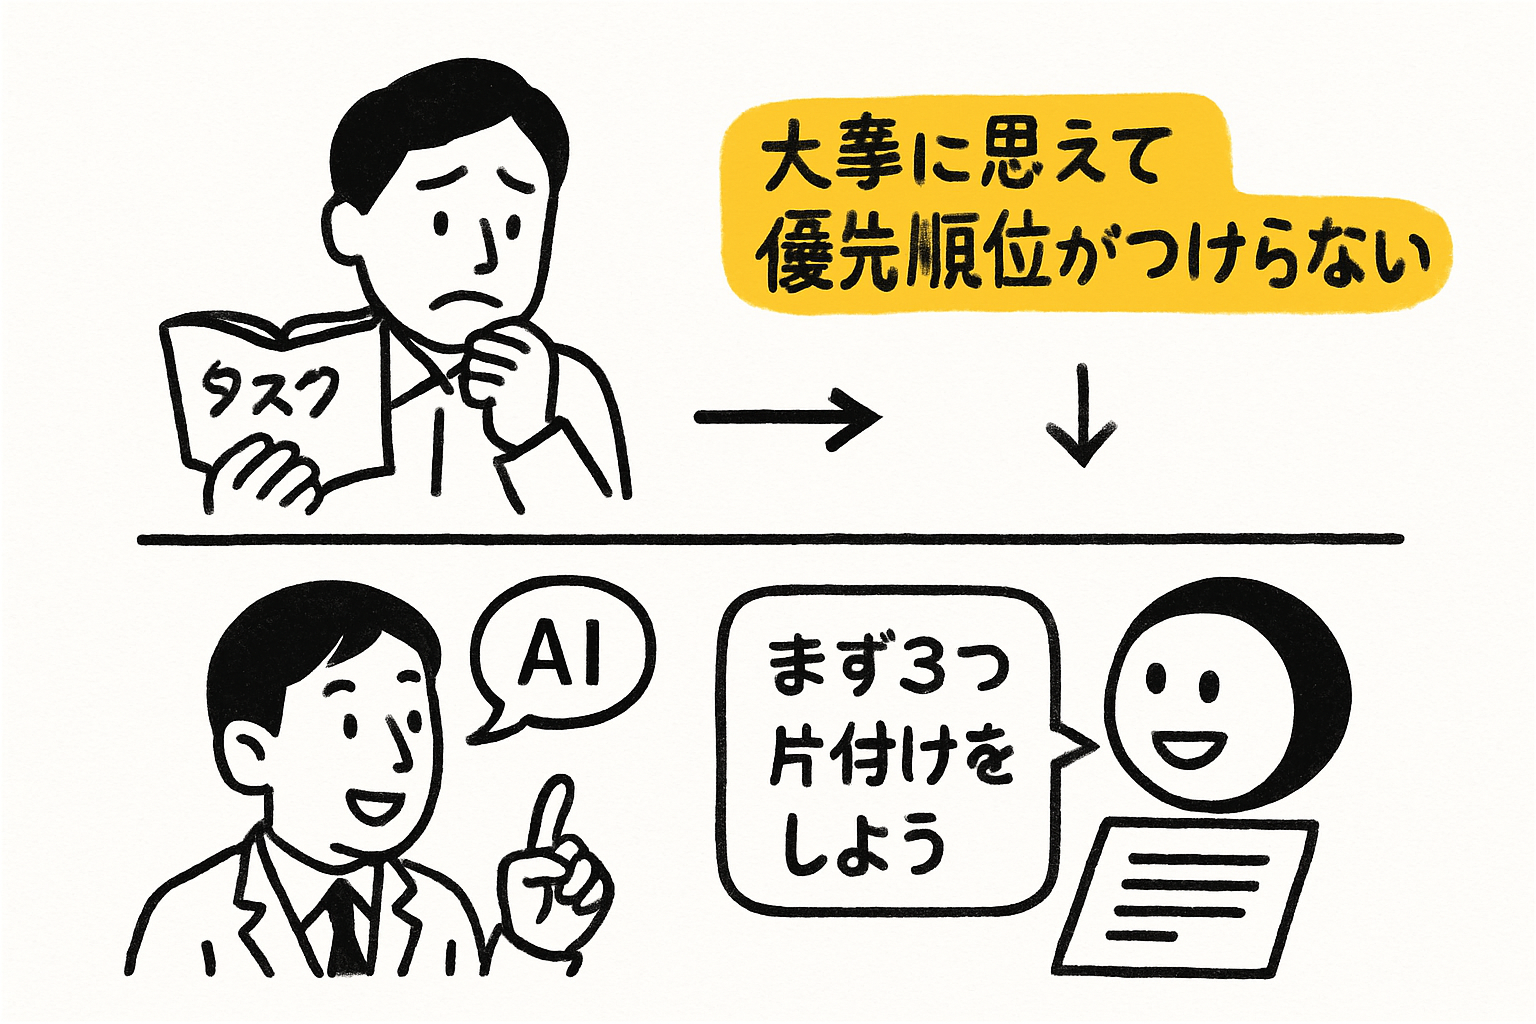 大事に思えて
優先順位がつけらない
タスク
AI
まず3つ
片付けを
しよう